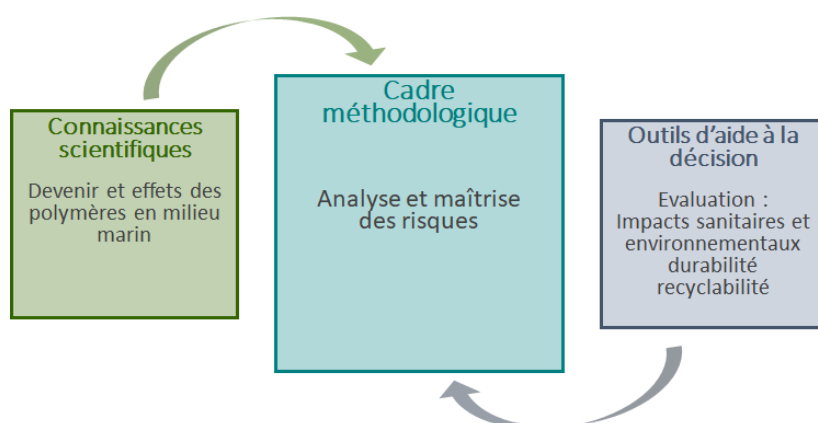 Connaissances
scientifiques
Devenir et effets des
polymères en milieu
marin
Cadre
méthodologique
Analyse et maîtrise
des risques
Outils d'aide à la
décision
Evaluation :
Impacts sanitaires et
environnementaux
durabilité
recyclabilité